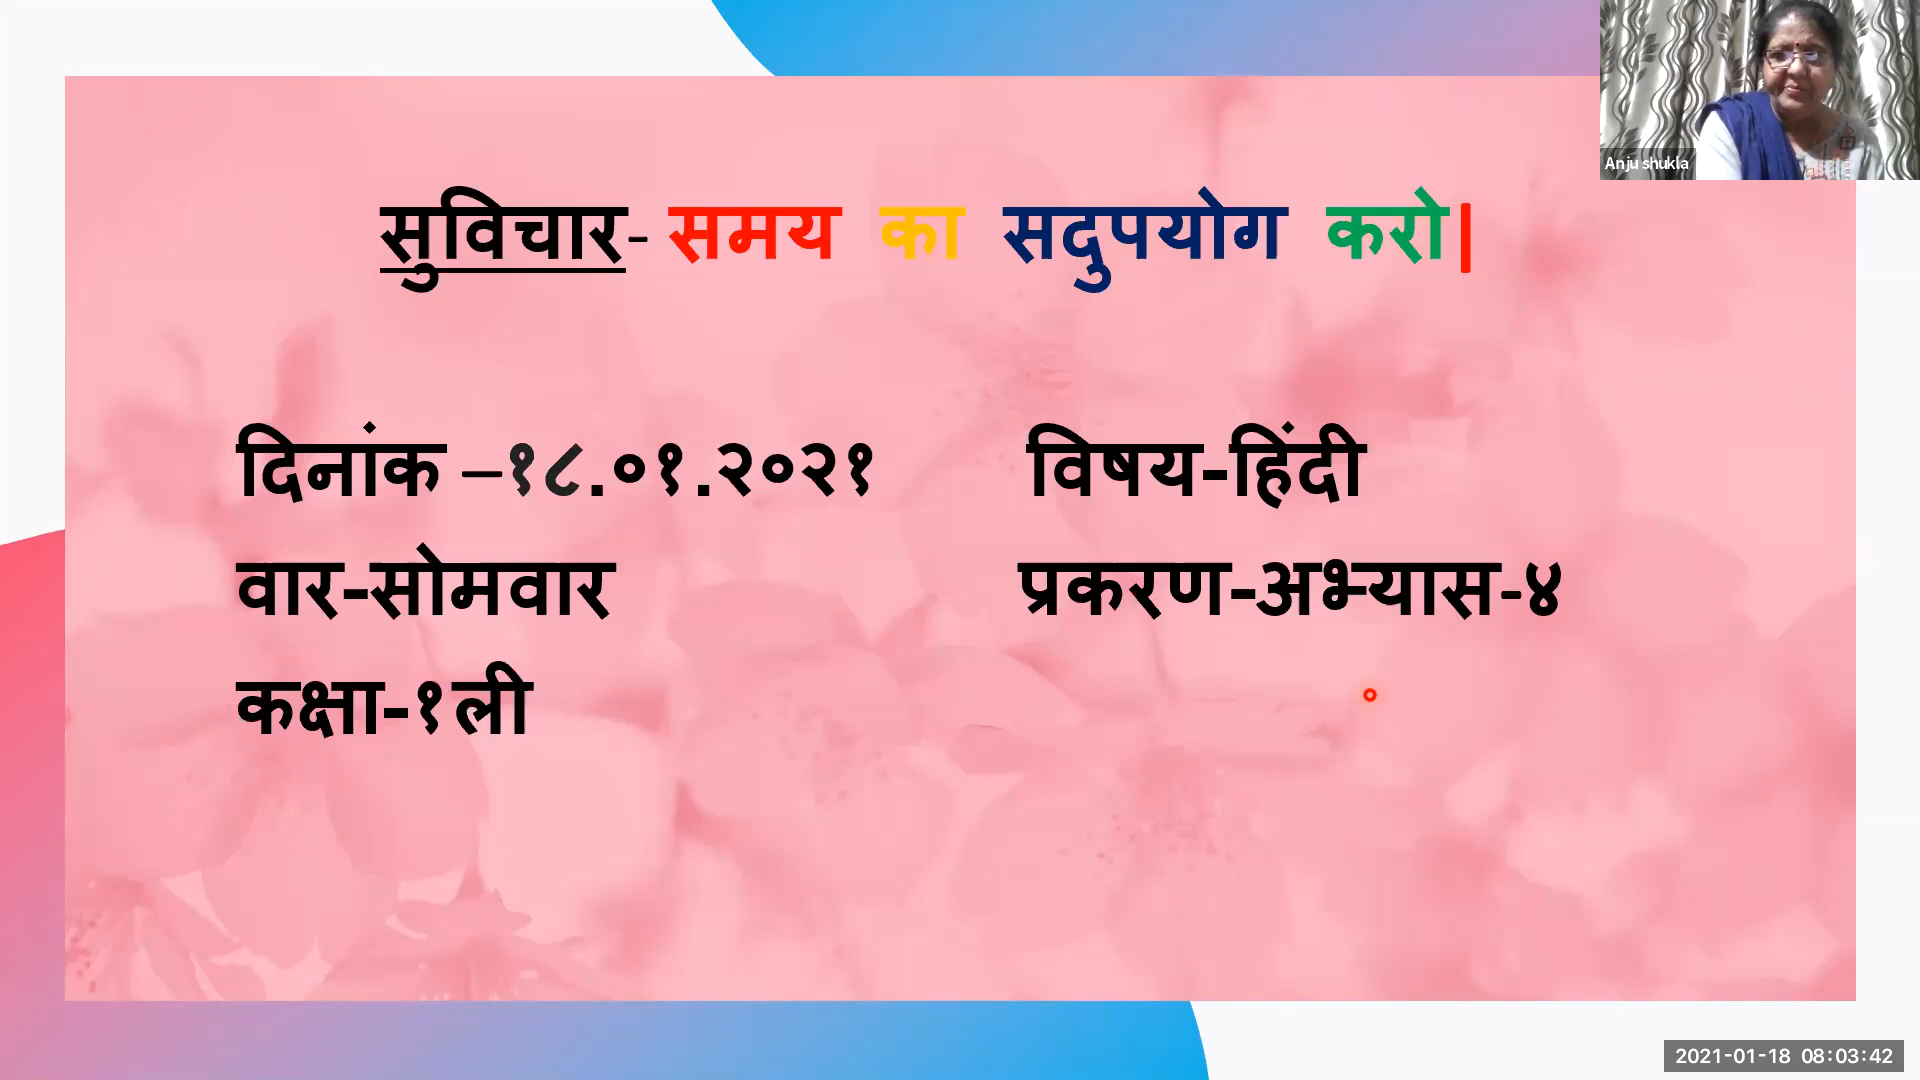 Anju shukla
सुविचार- समय का सदुपयोग करो|
दिनांक –१८.०१.२०२१
विषय-हिंदी
वार-सोमवार
प्रकरण-अभ्यास-४
कक्षा-१ली
2021-01-18 08:03:42